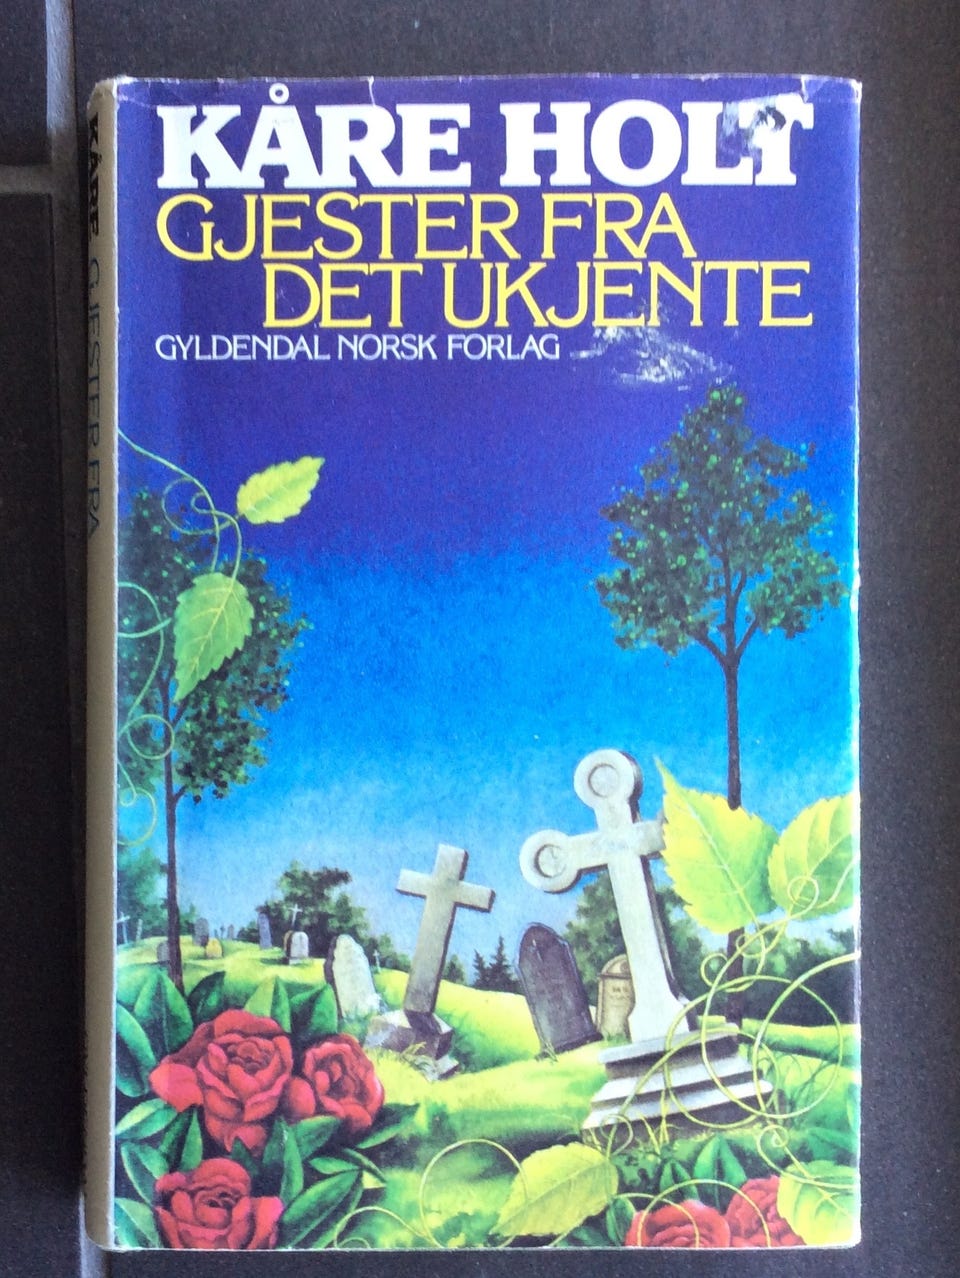 KÅRE HOLT
GJESTER FRA
DET UKJENTE
GYLDENDAL NORSK FORLAG
KÅRE GJESTER FRA